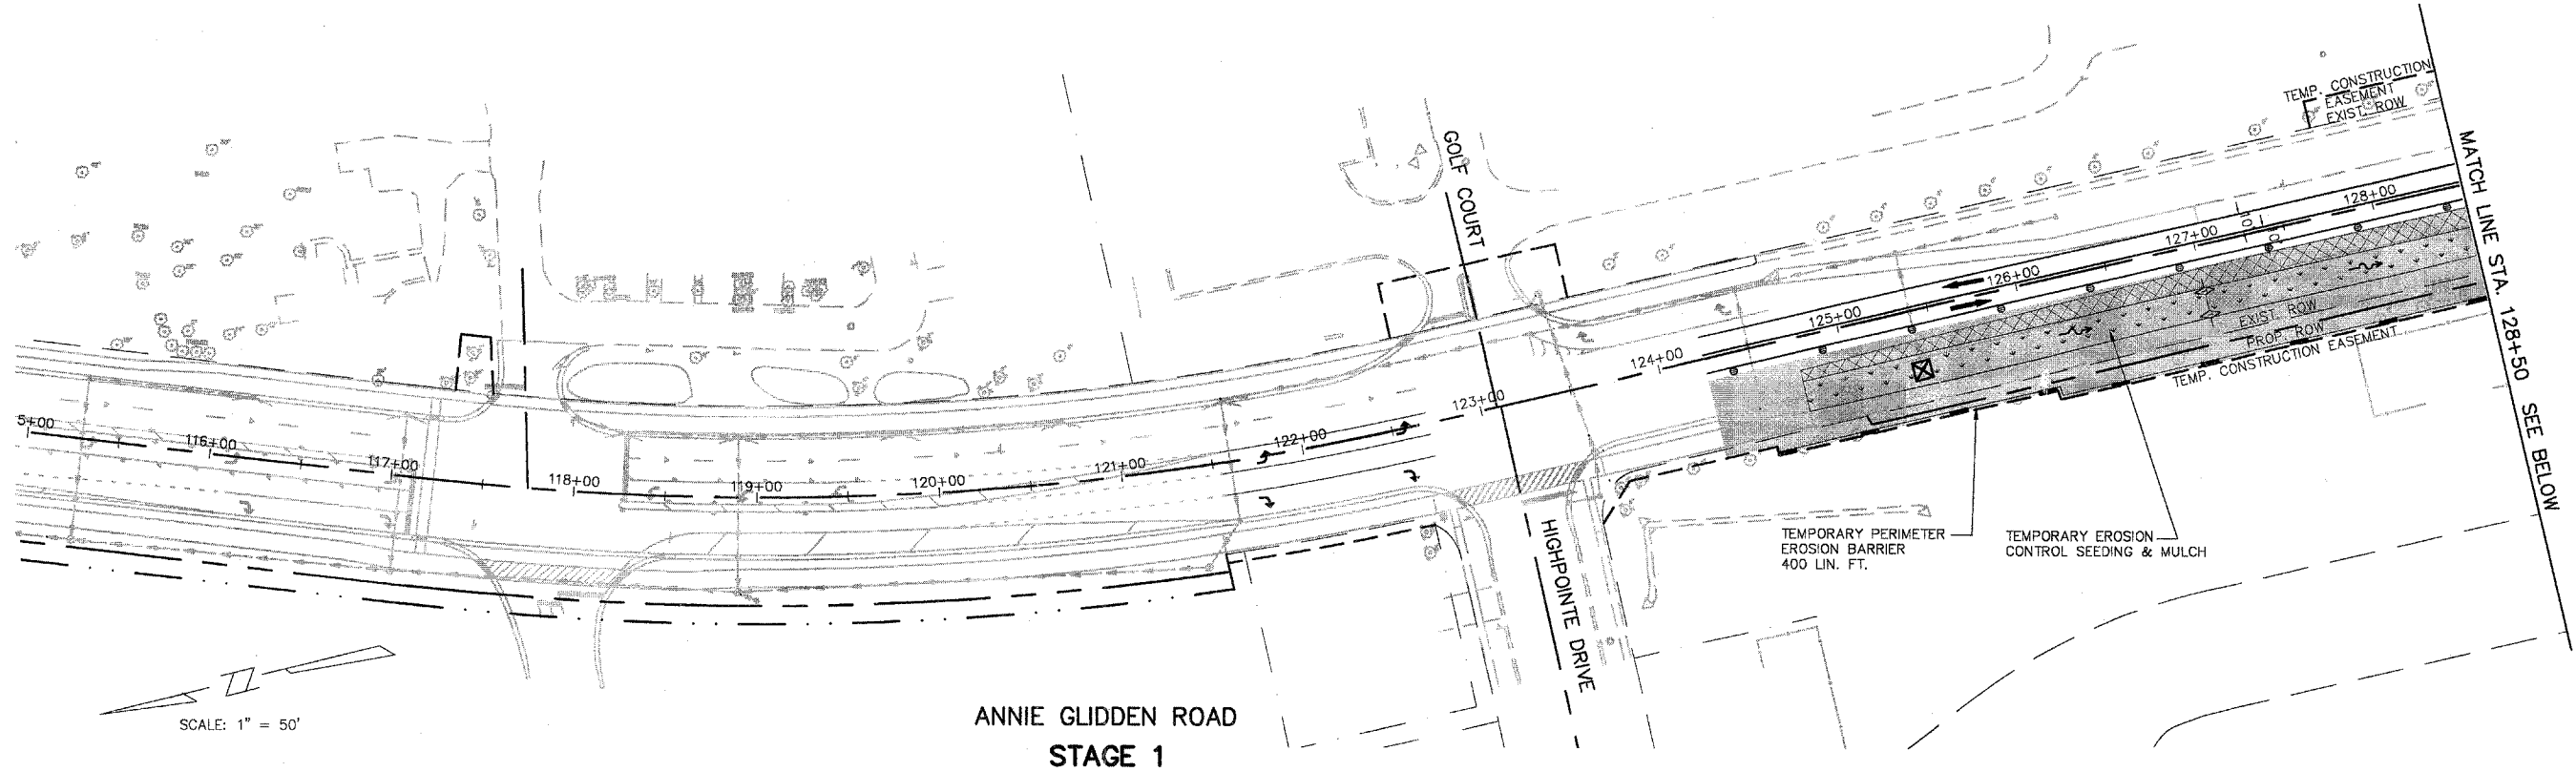 TEMP. CONSTRUCTION
EASEMENT
EXIST. ROW
GOLF COURT
MATCH LINE STA. 128+50 SEE BELOW
5+00
116+00
117+00
118+00
119+00
120+00
121+00
122+00
123+00
124+00
125+00
126+00
127+00
128+00
10'
EXIST. ROW
PROP. ROW
TEMP. CONSTRUCTION EASEMENT
TEMPORARY PERIMETER
EROSION BARRIER
400 LIN. FT.
TEMPORARY EROSION
CONTROL SEEDING & MULCH
HIGHPOINTE DRIVE
SCALE: 1" = 50'
ANNIE GLIDDEN ROAD
STAGE 1